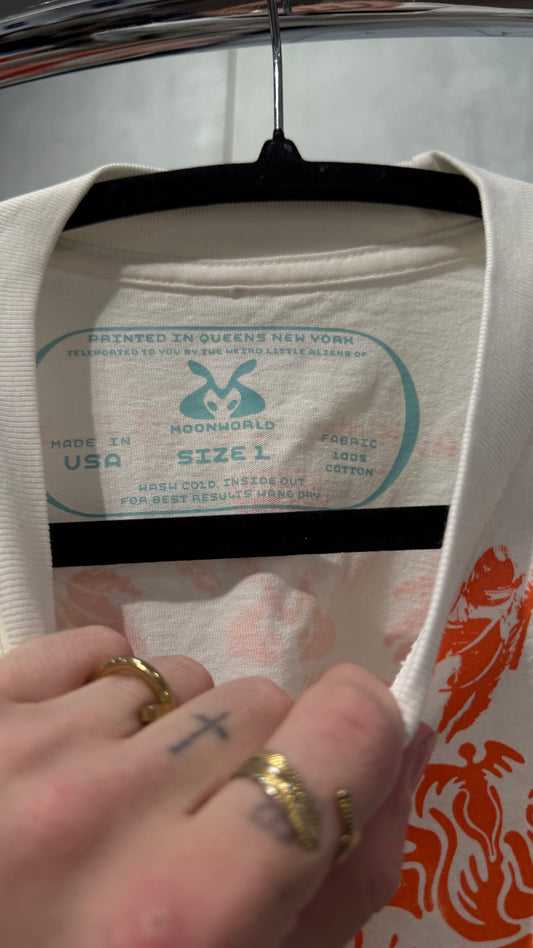 PRINTED IN QUEENS NEW YORK
TELEPORTED TO YOU BY THE WEIRD LITTLE ALIENS OF
MOONWORLD
MADE IN
USA
SIZE L
FABRIC
100%
COTTON
WASH COLD, INSIDE OUT
FOR BEST RESULTS HANG DRY